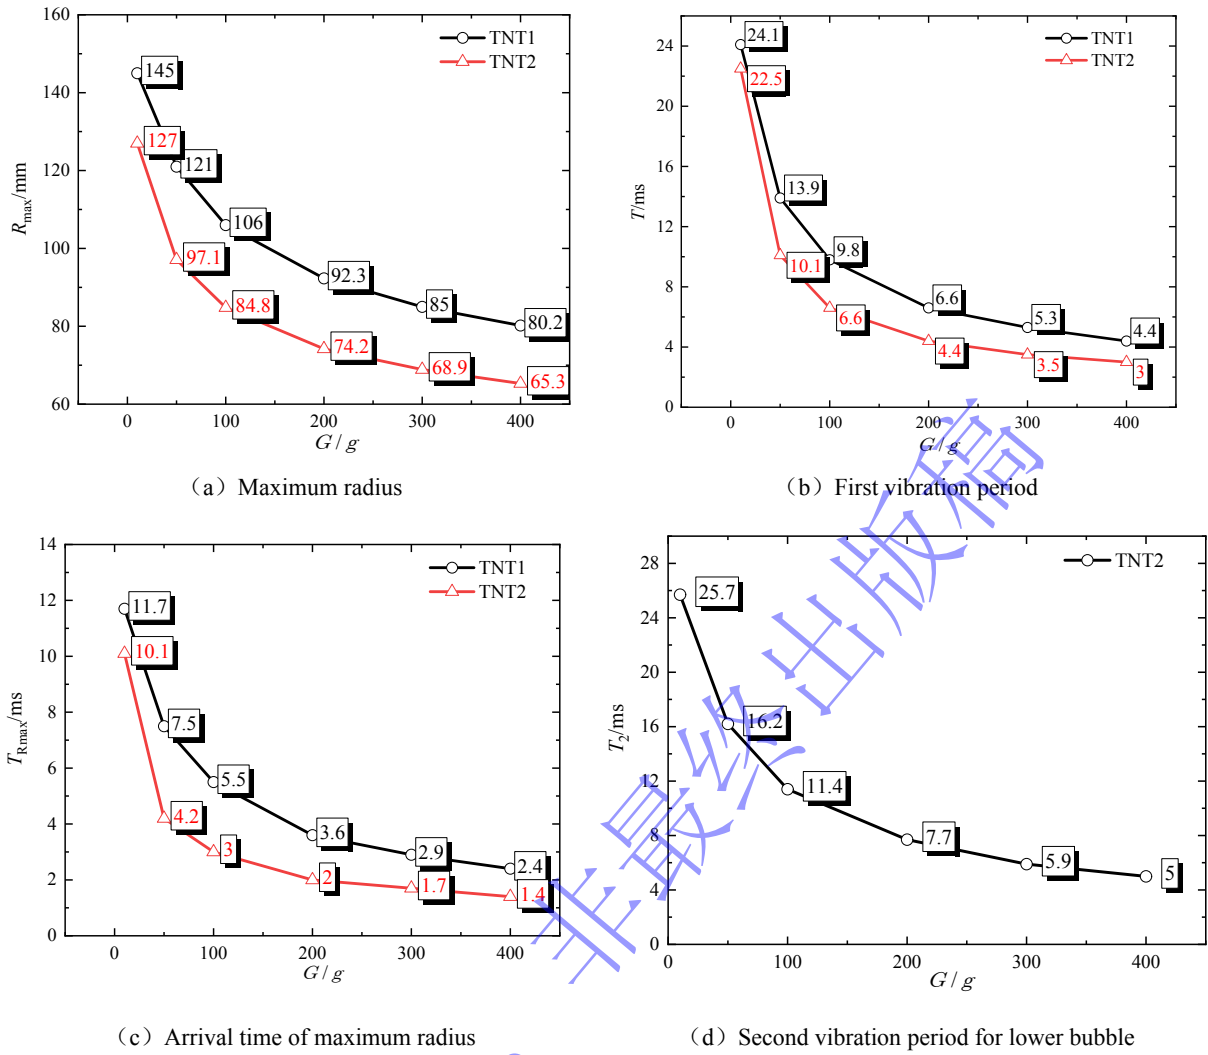 160
140
120
100
80
60
R_max/mm
TNT1
TNT2
145
127
121
97.1
106
84.8
92.3
74.2
85
68.9
80.2
65.3
0 100 200 300 400
G / g
(a) Maximum radius
24
20
16
12
8
4
0
T/ms
TNT1
TNT2
24.1
22.5
13.9
10.1
9.8
6.6
6.6
4.4
5.3
3.5
4.4
3
0 100 200 300 400
G / g
(b) First vibration period
14
12
10
8
6
4
2
0
T_Rmax/ms
TNT1
TNT2
11.7
10.1
7.5
4.2
5.5
3
3.6
2
2.9
1.7
2.4
1.4
0 100 200 300 400
G / g
(c) Arrival time of maximum radius
28
24
20
16
12
8
4
0
T_2/ms
TNT2
25.7
16.2
11.4
7.7
5.9
5
0 100 200 300 400
G / g
(d) Second vibration period for lower bubble
非最终出版稿